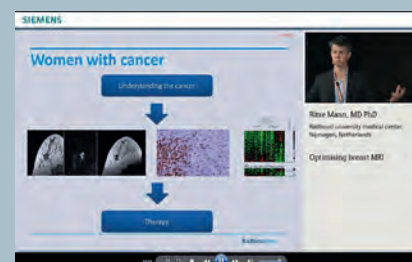 SIEMENS
Women with cancer
Understanding the cancer
Therapy
Ritse Mann, MD PhD
Radboud university medical center,
Nijmegen, Netherlands
Optimising breast MRI